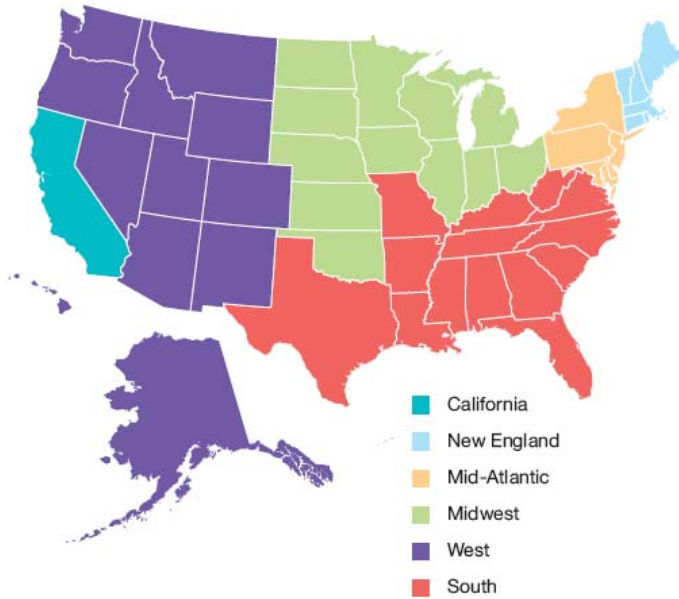 California
New England
Mid-Atlantic
Midwest
West
South